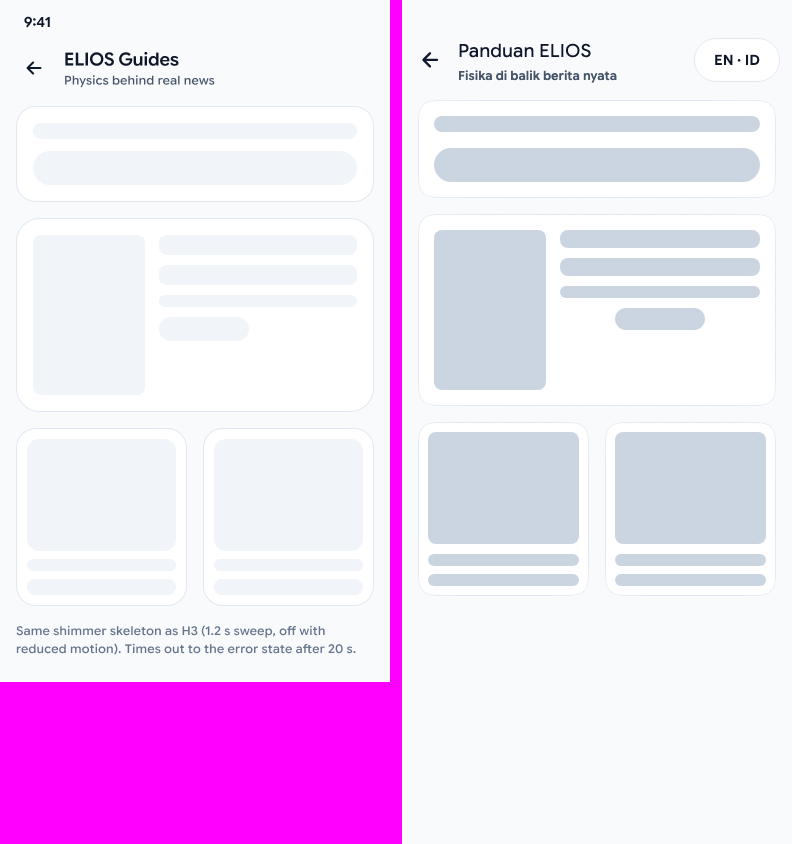 9:41
ELIOS Guides
Physics behind real news
Same shimmer skeleton as H3 (1.2 s sweep, off with
reduced motion). Times out to the error state after 20 s.
Panduan ELIOS
Fisika di balik berita nyata
EN · ID